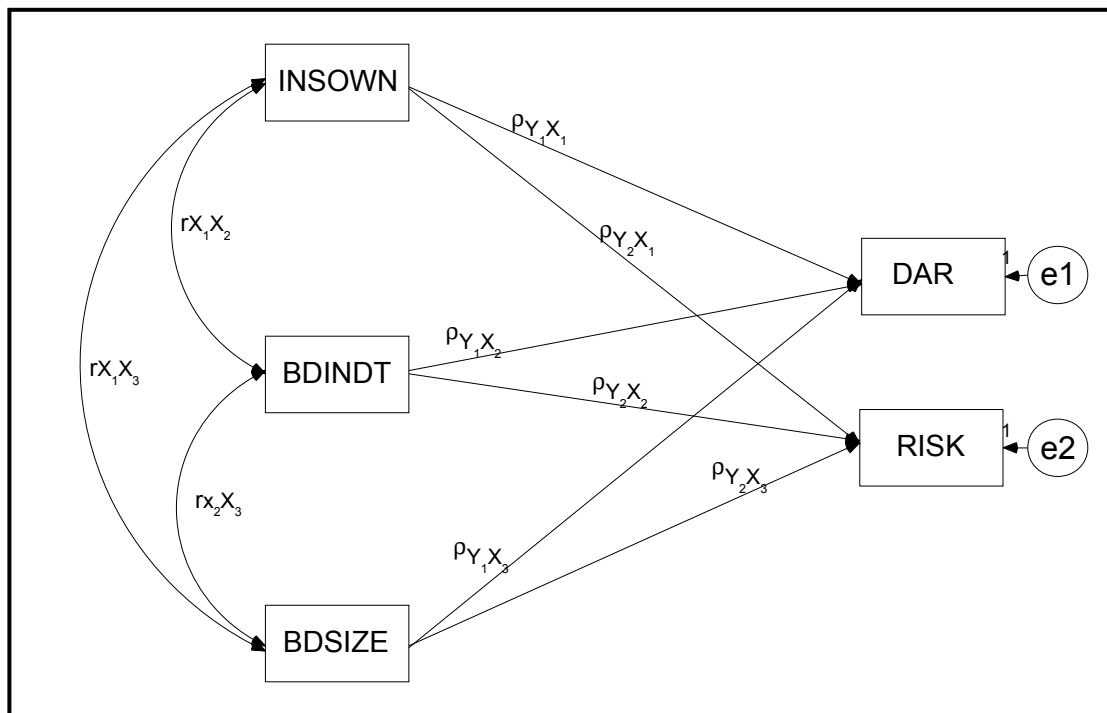 INSOWN
ρY₁X₁
rX₁X₂
ρY₂X₁
DAR
1
e1
ρY₁X₂
BDINDT
rX₁X₃
ρY₂X₂
RISK
1
e2
ρY₂X₃
rx₂X₃
ρY₁X₃
BDSIZE